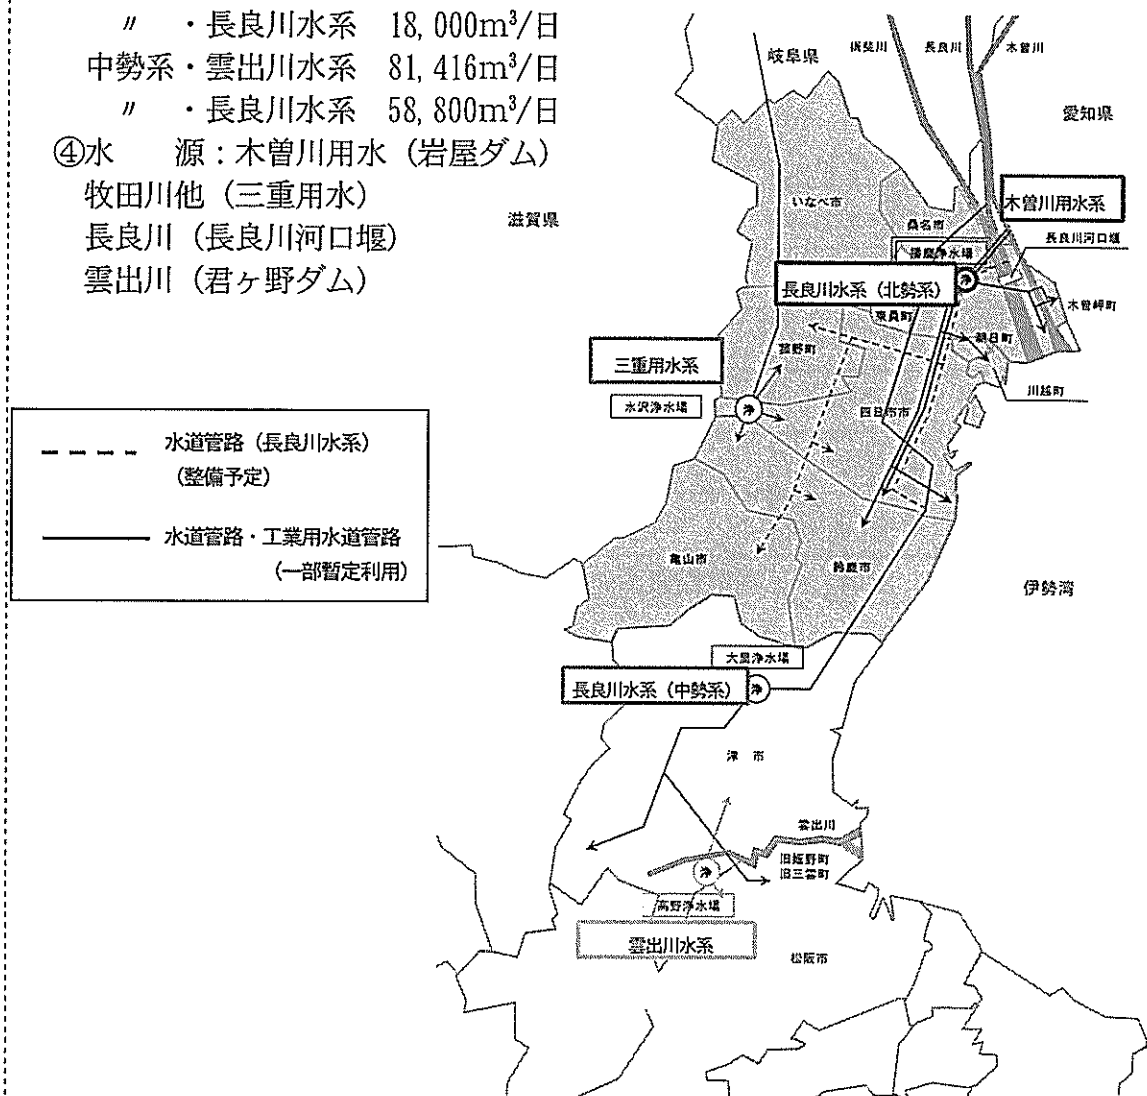 〃 ・長良川水系 18,000m³/日
中勢系・雲出川水系 81,416m³/日
〃 ・長良川水系 58,800m³/日
④水 源：木曽川用水（岩屋ダム）
牧田川他（三重用水）
長良川（長良川河口堰）
雲出川（君ヶ野ダム）
水道管路（長良川水系）
（整備予定）
水道管路・工業用水道管路
（一部暫定利用）
岐阜県
揖斐川
長良川
木曽川
愛知県
滋賀県
いなべ市
桑名市
木曽川用水系
播磨浄水場
長良川河口堰
浄
長良川水系（北勢系）
木曽岬町
東員町
朝日町
三重用水系
菰野町
川越町
水沢浄水場
浄
四日市市
亀山市
鈴鹿市
伊勢湾
大里浄水場
長良川水系（中勢系）
浄
津 市
雲出川
旧嬉野町
旧三雲町
浄
高野浄水場
雲出川水系
松阪市